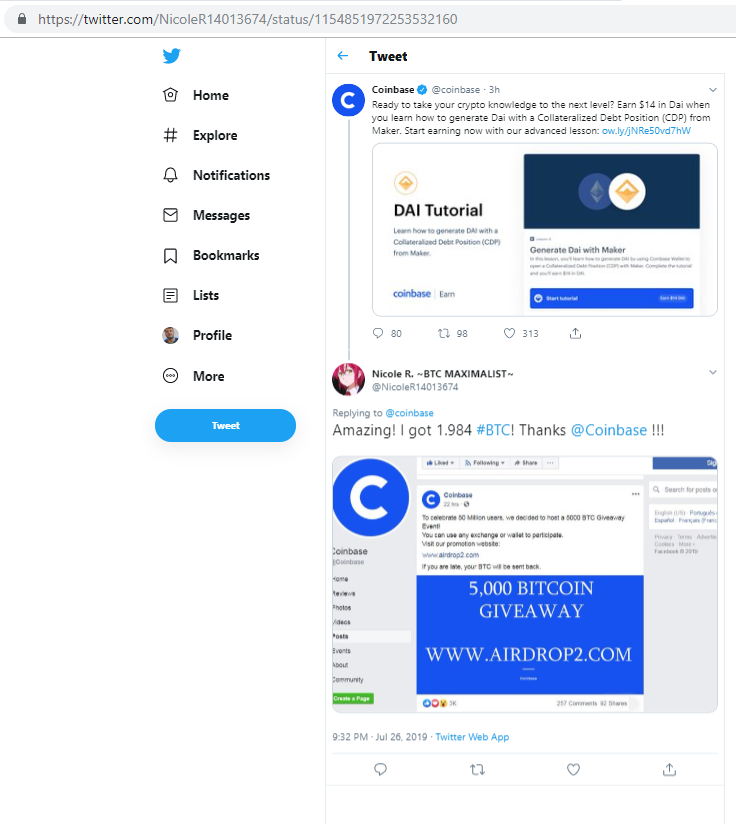 https://twitter.com/NicoleR14013674/status/1154851972253532160
Home
Explore
Notifications
Messages
Bookmarks
Lists
Profile
More
Tweet
Tweet
Coinbase @coinbase · 3h
Ready to take your crypto knowledge to the next level? Earn $14 in Dai when
you learn how to generate Dai with a Collateralized Debt Position (CDP) from
Maker. Start earning now with our advanced lesson: ow.ly/jNRe50vd7hW
DAI Tutorial
Learn how to generate DAI with a
Collateralized Debt Position (CDP)
from Maker.
coinbase | Earn
Generate Dai with Maker
In this lesson, you'll learn how to generate DAI by using Coinbase Wallet to
open a Collateralized Debt Position (CDP) with Maker. Complete the tutorial
and you'll earn $14 in DAI.
Start tutorial
80
98
313
Nicole R. ~BTC MAXIMALIST~
@NicoleR14013674
Replying to @coinbase
Amazing! I got 1.984 #BTC! Thanks @Coinbase !!!
Liked
Following
Share
Sig
Coinbase
@Coinbase
Home
Reviews
Photos
Videos
Posts
Events
About
Community
Create a Page
Coinbase
22 hrs
To celebrate 50 Million users, we decided to host a 5000 BTC Giveaway
Event!
You can use any exchange or wallet to participate.
Visit our promotion website:
www.airdrop2.com
If you are late, your BTC will be sent back.
5,000 BITCOIN
GIVEAWAY
WWW.AIRDROP2.COM
Coinbase
3K
257 Comments 92 Shares
Search for posts o
English (UK) · Português
Español · Français (Franc
Privacy · Terms · Adverti
Cookies · More
Facebook © 2019
9:32 PM · Jul 26, 2019 · Twitter Web App